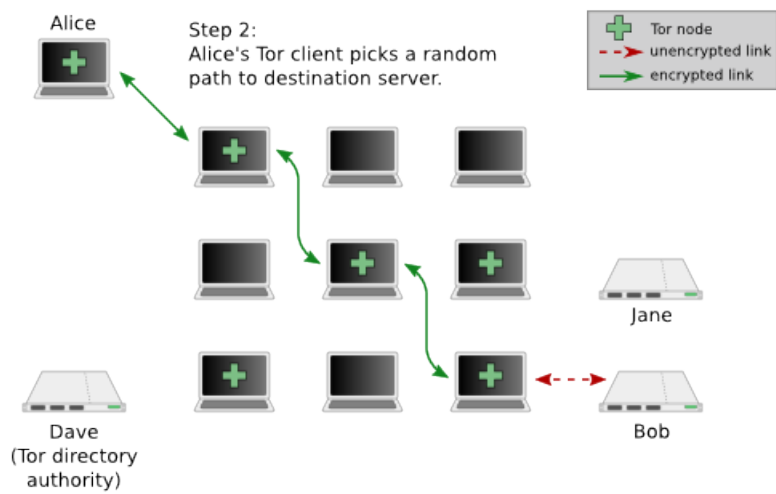 Alice
Step 2:
Alice's Tor client picks a random
path to destination server.
Tor node
unencrypted link
encrypted link
Jane
Dave
(Tor directory
authority)
Bob